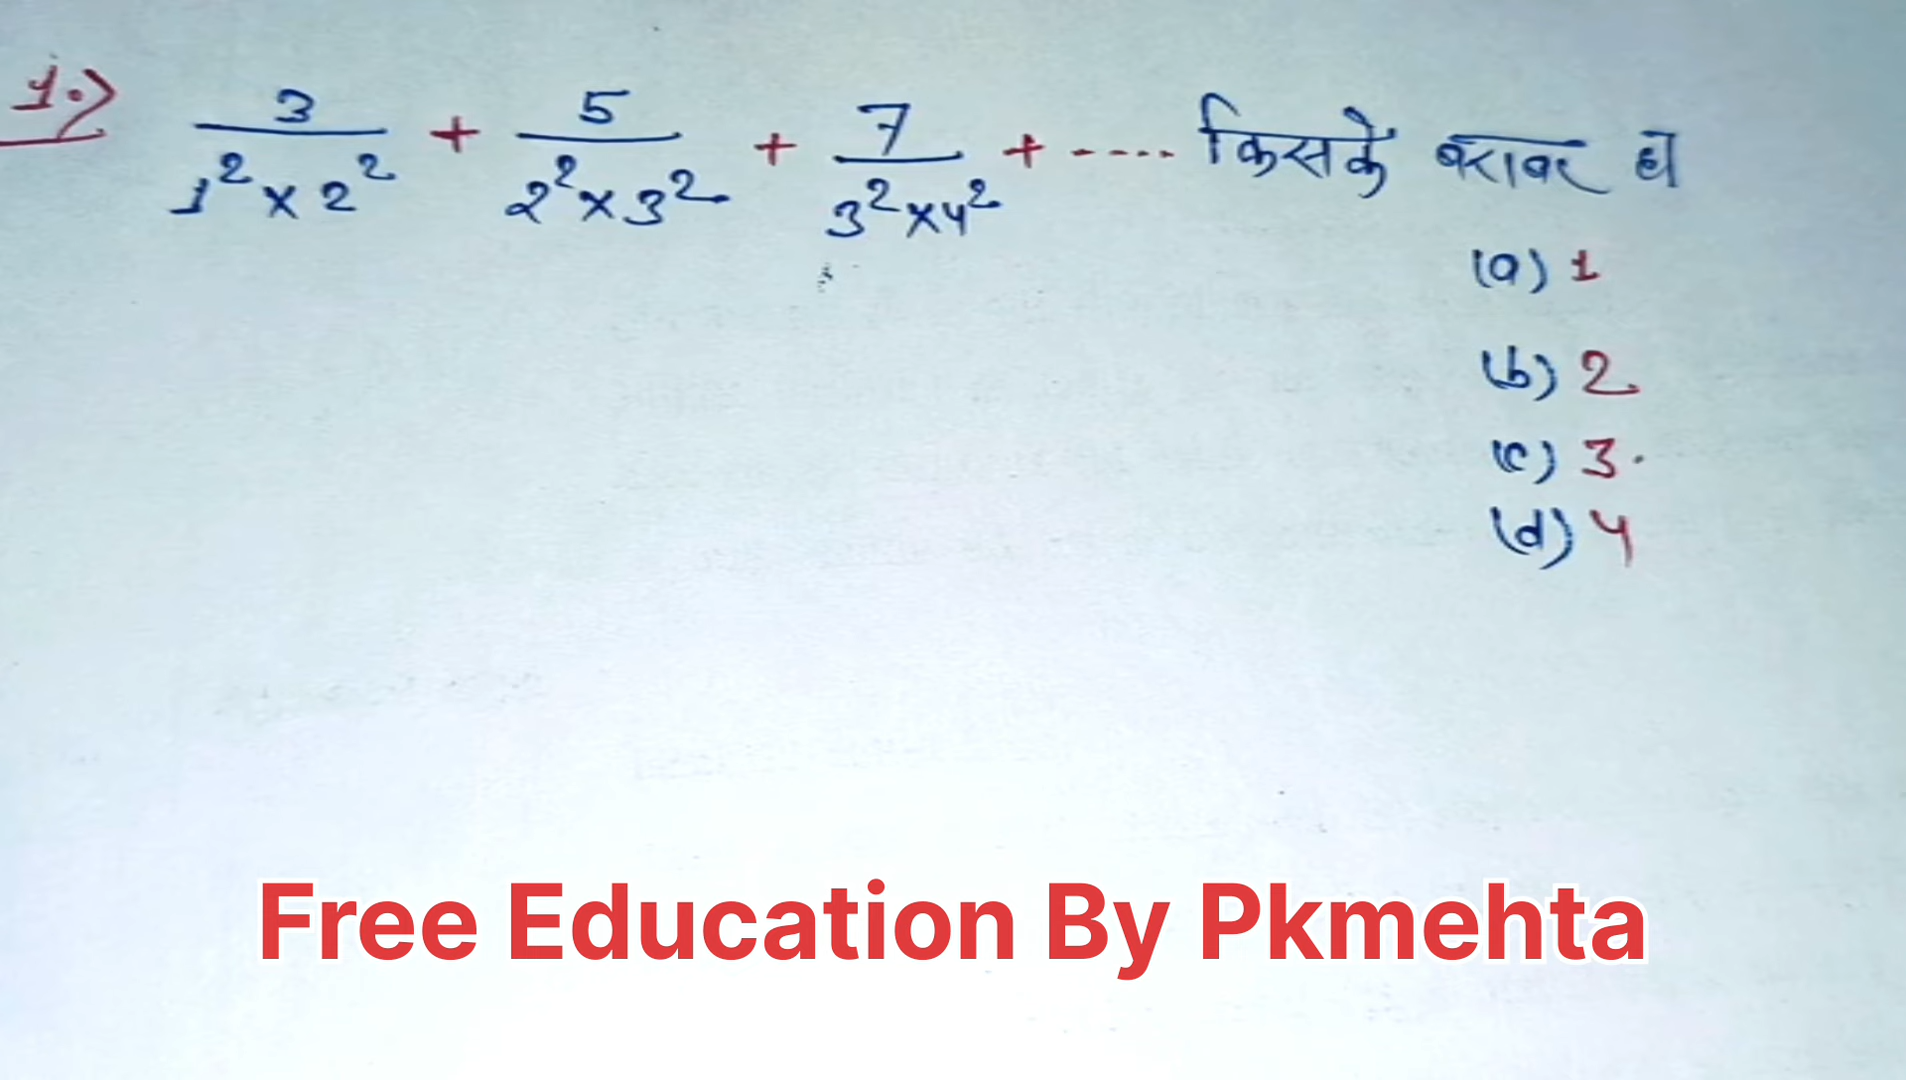 1.) 3/(1² × 2²) + 5/(2² × 3²) + 7/(3² × 4²) + ---- किसके बराबर है
(a) 1
(b) 2
(c) 3.
(d) 4
Free Education By Pkmehta